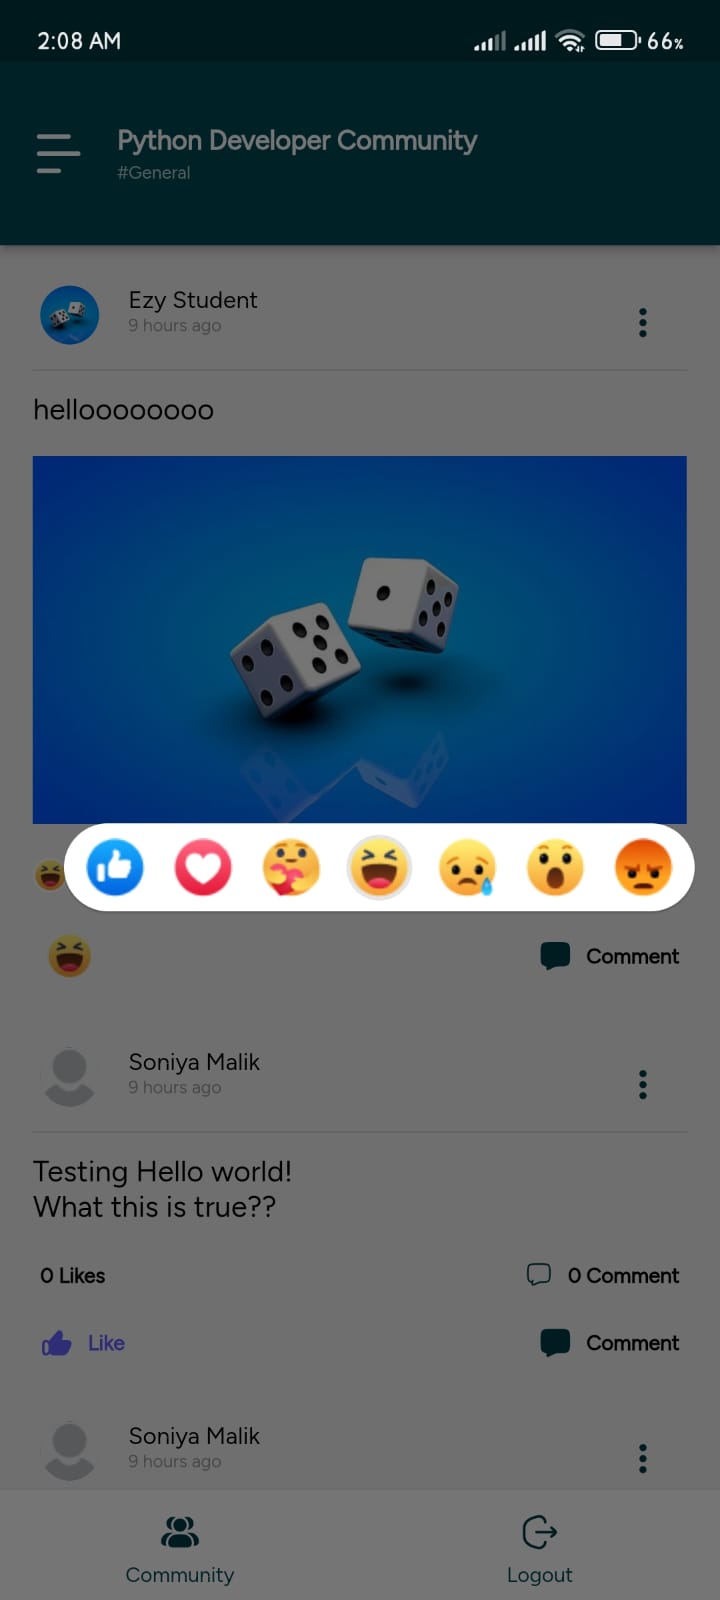 2:08 AM
66%
Python Developer Community
#General
Ezy Student
9 hours ago
helloooooooo
Comment
Soniya Malik
9 hours ago
Testing Hello world!
What this is true??
0 Likes
0 Comment
Like
Comment
Soniya Malik
9 hours ago
Community
Logout